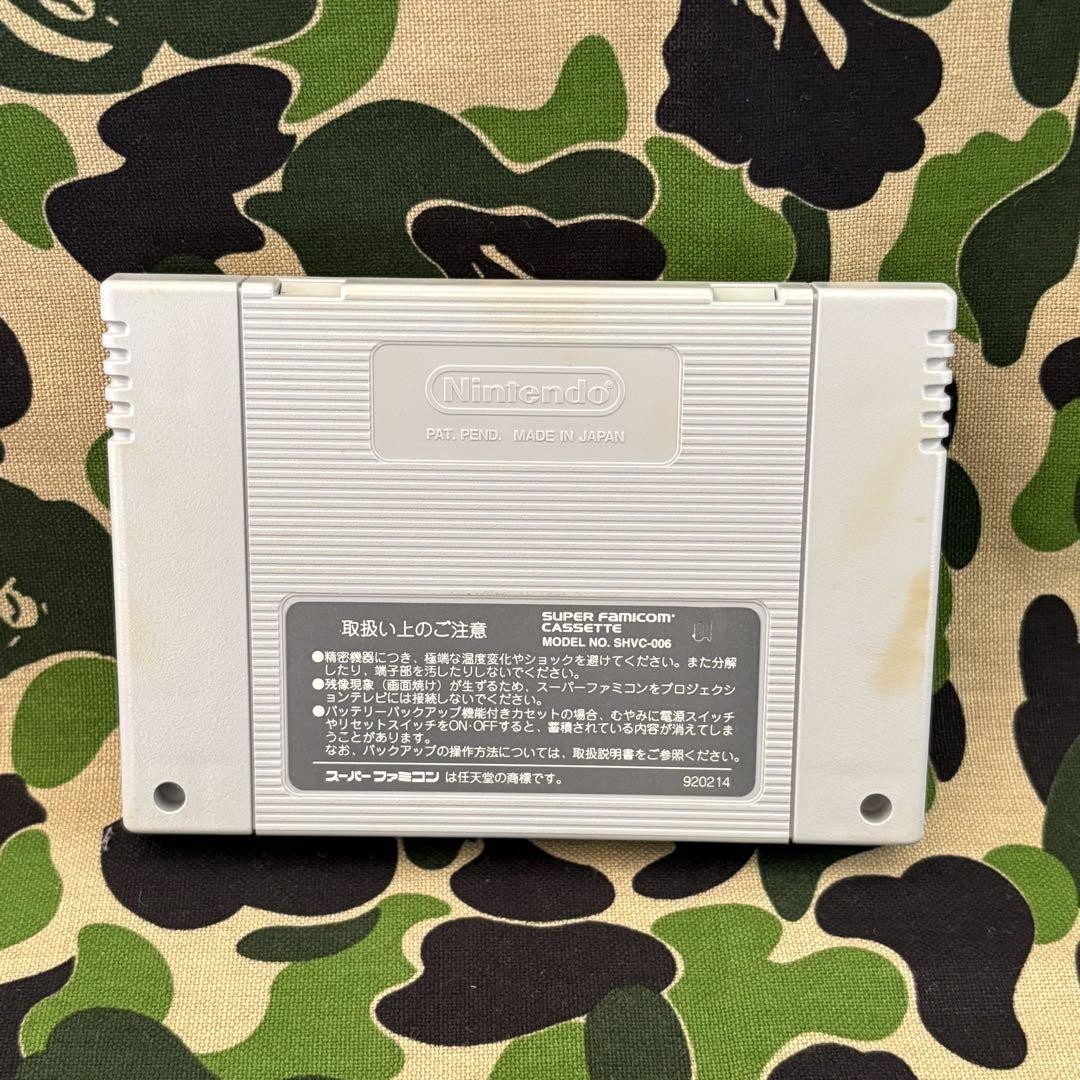 Nintendo®
PAT. PEND. MADE IN JAPAN
取扱い上のご注意
SUPER FAMICOM
CASSETTE
MODEL NO. SHVC-006
●精密機器につき、極端な温度変化やショックを避けてください。また分解
したり、端子部を汚したりしないでください。
●残像現象（画面焼け）が生ずるため、スーパーファミコンをプロジェクシ
ョンテレビには接続しないでください。
●バッテリーバックアップ機能付きカセットの場合、むやみに電源スイッチ
やリセットスイッチをON・OFFすると、蓄積されている内容が消えてしま
うことがあります。
なお、バックアップの操作方法については、取扱説明書をご参照ください。
スーパーファミコン は任天堂の商標です。
920214